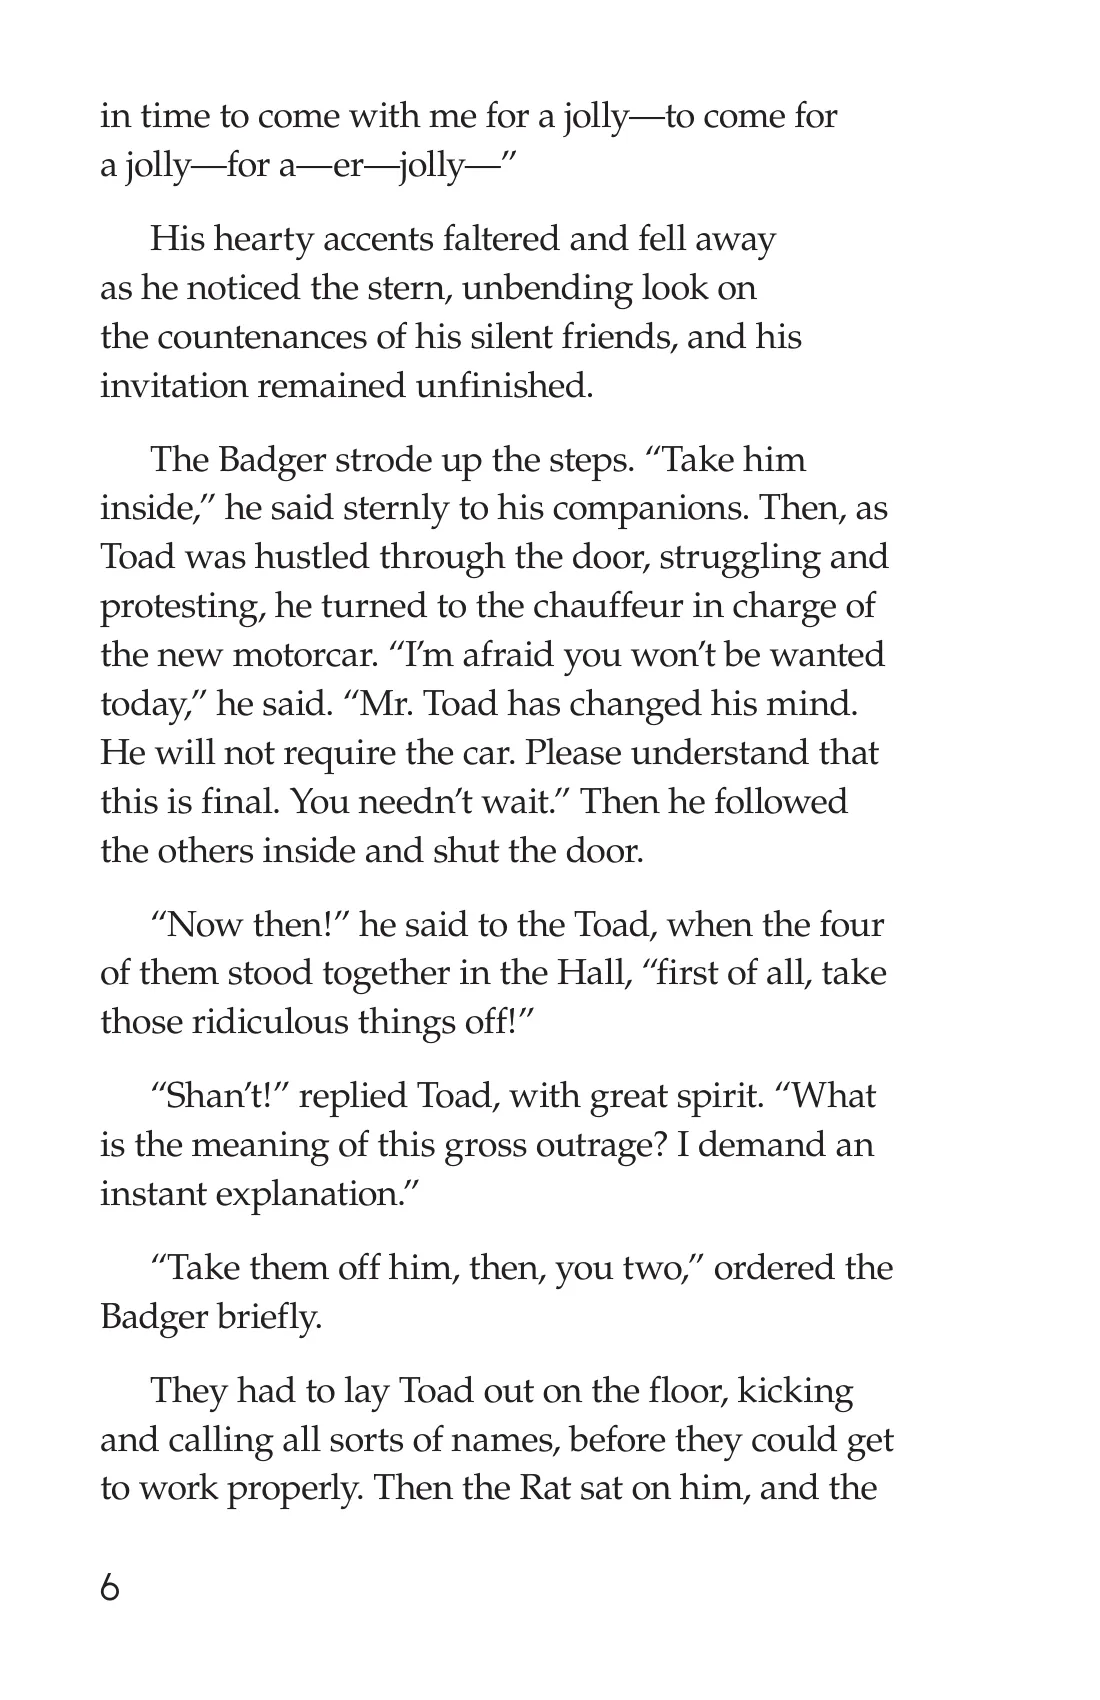 in time to come with me for a jolly—to come for
a jolly—for a—er—jolly—”
His hearty accents faltered and fell away
as he noticed the stern, unbending look on
the countenances of his silent friends, and his
invitation remained unfinished.
The Badger strode up the steps. “Take him
inside,” he said sternly to his companions. Then, as
Toad was hustled through the door, struggling and
protesting, he turned to the chauffeur in charge of
the new motorcar. “I’m afraid you won’t be wanted
today,” he said. “Mr. Toad has changed his mind.
He will not require the car. Please understand that
this is final. You needn’t wait.” Then he followed
the others inside and shut the door.
“Now then!” he said to the Toad, when the four
of them stood together in the Hall, “first of all, take
those ridiculous things off!”
“Shan’t!” replied Toad, with great spirit. “What
is the meaning of this gross outrage? I demand an
instant explanation.”
“Take them off him, then, you two,” ordered the
Badger briefly.
They had to lay Toad out on the floor, kicking
and calling all sorts of names, before they could get
to work properly. Then the Rat sat on him, and the
6